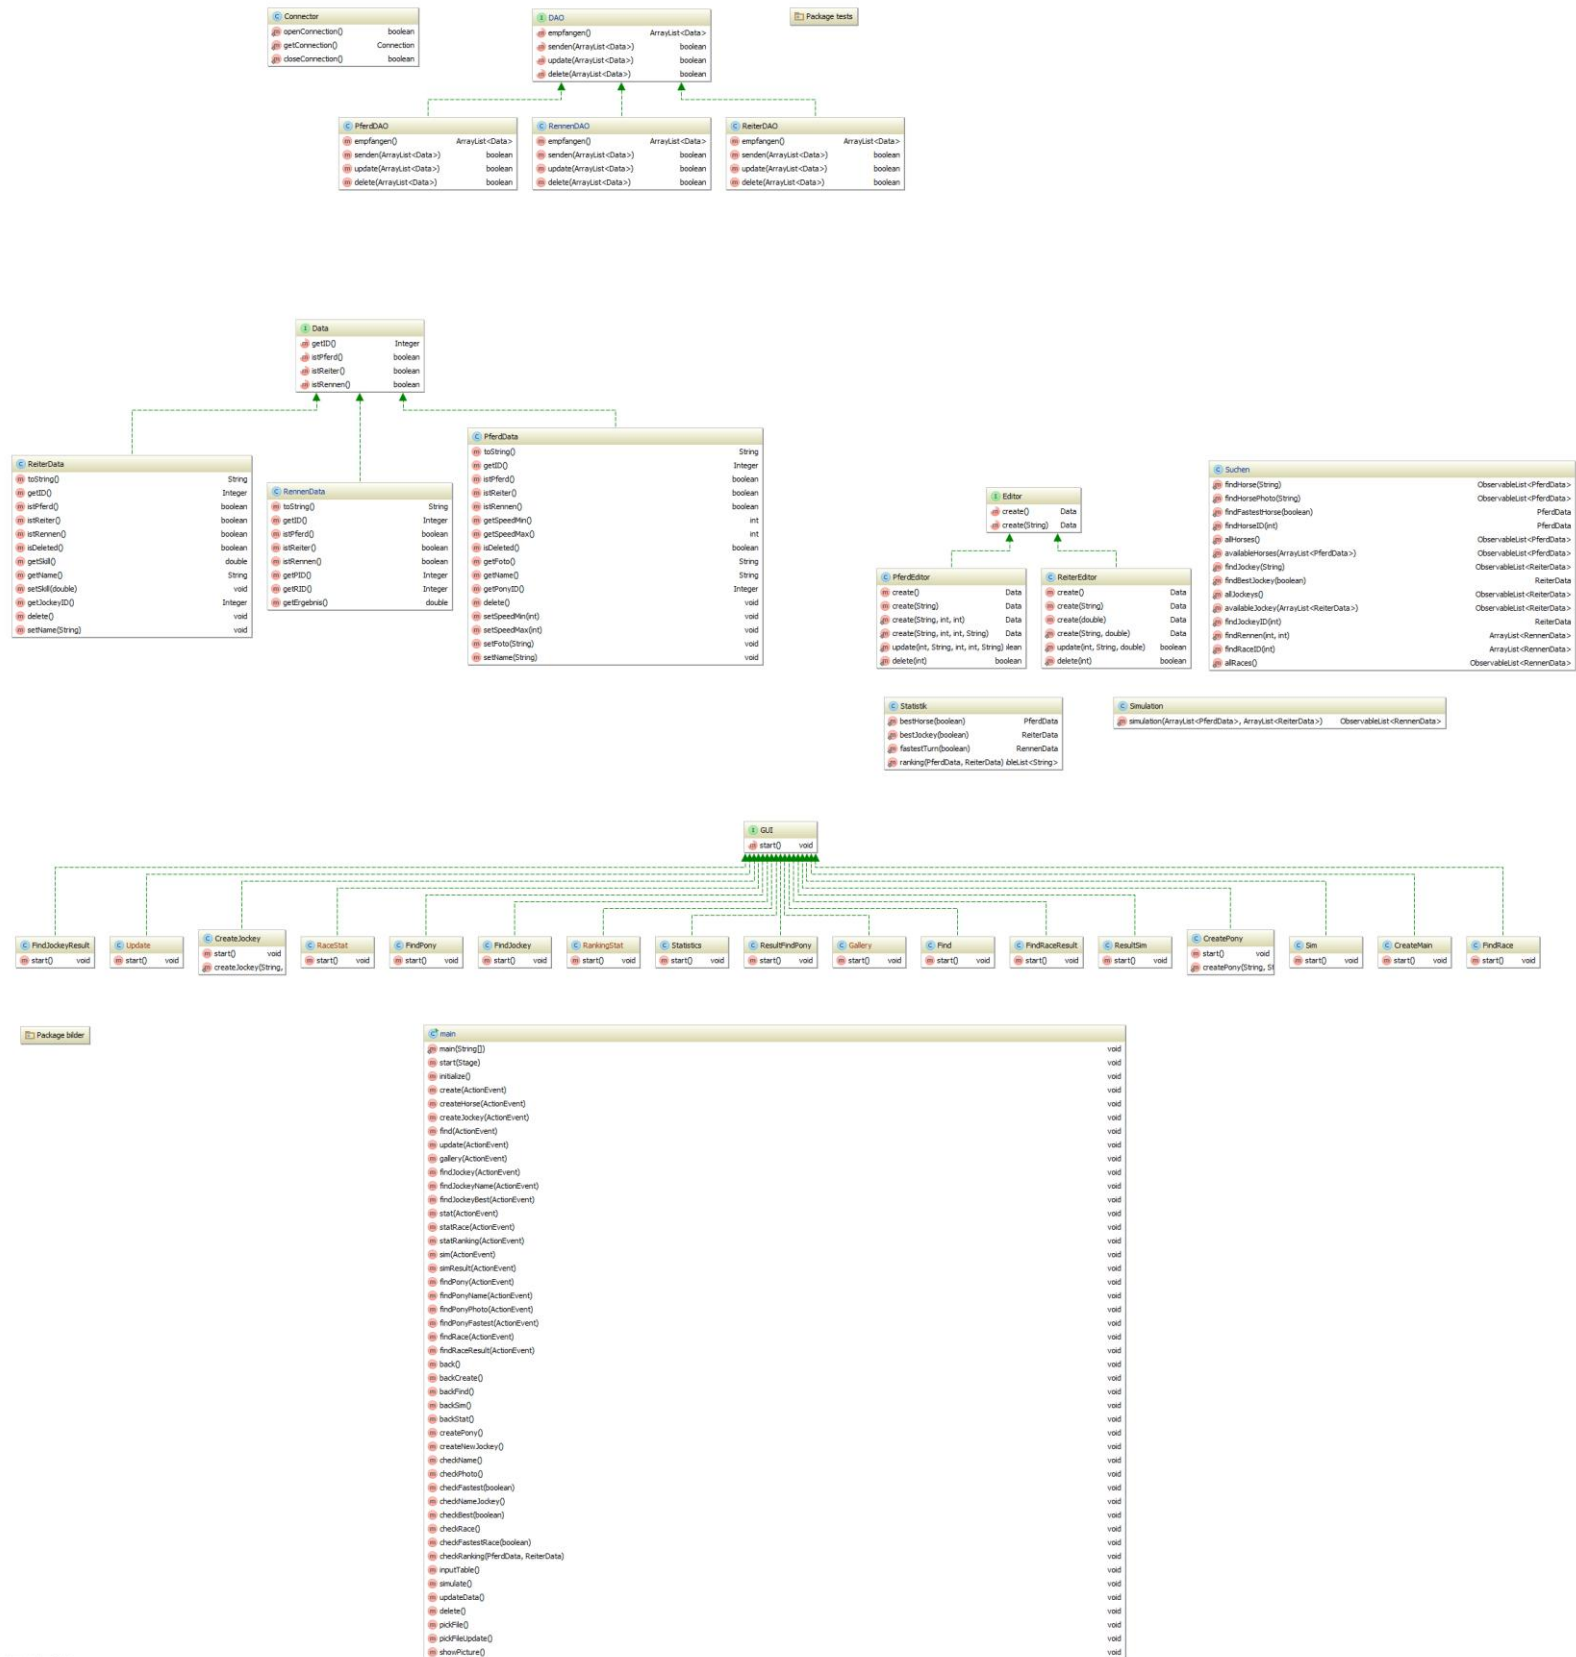 Connector
openConnection() boolean
getConnection() Connection
closeConnection() boolean
DAO
empfangen() ArrayList<Data>
senden(ArrayList<Data>) boolean
update(ArrayList<Data>) boolean
delete(ArrayList<Data>) boolean
Package tests
PferdDAO
empfangen() ArrayList<Data>
senden(ArrayList<Data>) boolean
update(ArrayList<Data>) boolean
delete(ArrayList<Data>) boolean
RennenDAO
empfangen() ArrayList<Data>
senden(ArrayList<Data>) boolean
update(ArrayList<Data>) boolean
delete(ArrayList<Data>) boolean
ReiterDAO
empfangen() ArrayList<Data>
senden(ArrayList<Data>) boolean
update(ArrayList<Data>) boolean
delete(ArrayList<Data>) boolean
Data
getID() Integer
istPferd() boolean
istReiter() boolean
istRennen() boolean
ReiterData
toString() String
getID() Integer
istPferd() boolean
istReiter() boolean
istRennen() boolean
isDeleted() boolean
getSkill() double
getName() String
setSkill(double) void
getJockeyID() Integer
delete() void
setName(String) void
RennenData
toString() String
getID() Integer
istPferd() boolean
istReiter() boolean
istRennen() boolean
getPID() Integer
getRID() Integer
getErgebnis() double
PferdData
toString() String
getID() Integer
istPferd() boolean
istReiter() boolean
istRennen() boolean
getSpeedMin() int
getSpeedMax() int
isDeleted() boolean
getFoto() String
getName() String
getPonyID() Integer
delete() void
setSpeedMin(int) void
setSpeedMax(int) void
setFoto(String) void
setName(String) void
Editor
create() Data
create(String) Data
PferdEditor
create() Data
create(String) Data
create(String, int, int) Data
create(String, int, int, String) Data
update(int, String, int, int, String) lean
delete(int) boolean
ReiterEditor
create() Data
create(String) Data
create(double) Data
create(String, double) Data
update(int, String, double) boolean
delete(int) boolean
Suchen
findHorse(String) ObservableList<PferdData>
findHorsePhoto(String) ObservableList<PferdData>
findFastestHorse(boolean) PferdData
findHorseID(int) PferdData
allHorses() ObservableList<PferdData>
availableHorses(ArrayList<PferdData>) ObservableList<PferdData>
findJockey(String) ObservableList<ReiterData>
findBestJockey(boolean) ReiterData
allJockeys() ObservableList<ReiterData>
availableJockey(ArrayList<ReiterData>) ObservableList<ReiterData>
findJockeyID(int) ReiterData
findRennen(int, int) ArrayList<RennenData>
findRaceID(int) ArrayList<RennenData>
allRaces() ObservableList<RennenData>
Statistik
bestHorse(boolean) PferdData
bestJockey(boolean) ReiterData
fastestTurn(boolean) RennenData
ranking(PferdData, ReiterData) bleList<String>
Simulation
simulation(ArrayList<PferdData>, ArrayList<ReiterData>) ObservableList<RennenData>
GUI
start() void
FindJockeyResult
start() void
Update
start() void
CreateJockey
start() void
createJockey(String,
RaceStat
start() void
FindPony
start() void
FindJockey
start() void
RankingStat
start() void
Statistics
start() void
ResultFindPony
start() void
Gallery
start() void
Find
start() void
FindRaceResult
start() void
ResultSim
start() void
CreatePony
start() void
createPony(String, St
Sim
start() void
CreateMain
start() void
FindRace
start() void
Package bilder
main
main(String[]) void
start(Stage) void
initialize() void
create(ActionEvent) void
createHorse(ActionEvent) void
createJockey(ActionEvent) void
find(ActionEvent) void
update(ActionEvent) void
gallery(ActionEvent) void
findJockey(ActionEvent) void
findJockeyName(ActionEvent) void
findJockeyBest(ActionEvent) void
stat(ActionEvent) void
statRace(ActionEvent) void
statRanking(ActionEvent) void
sim(ActionEvent) void
simResult(ActionEvent) void
findPony(ActionEvent) void
findPonyName(ActionEvent) void
findPonyPhoto(ActionEvent) void
findPonyFastest(ActionEvent) void
findRace(ActionEvent) void
findRaceResult(ActionEvent) void
back() void
backCreate() void
backFind() void
backSim() void
backStat() void
createPony() void
createNewJockey() void
checkName() void
checkPhoto() void
checkFastest(boolean) void
checkNameJockey() void
checkBest(boolean) void
checkRace() void
checkFastestRace(boolean) void
checkRanking(PferdData, ReiterData) void
inputTable() void
simulate() void
updateData() void
delete() void
pickFile() void
pickFileUpdate() void
showPicture() void